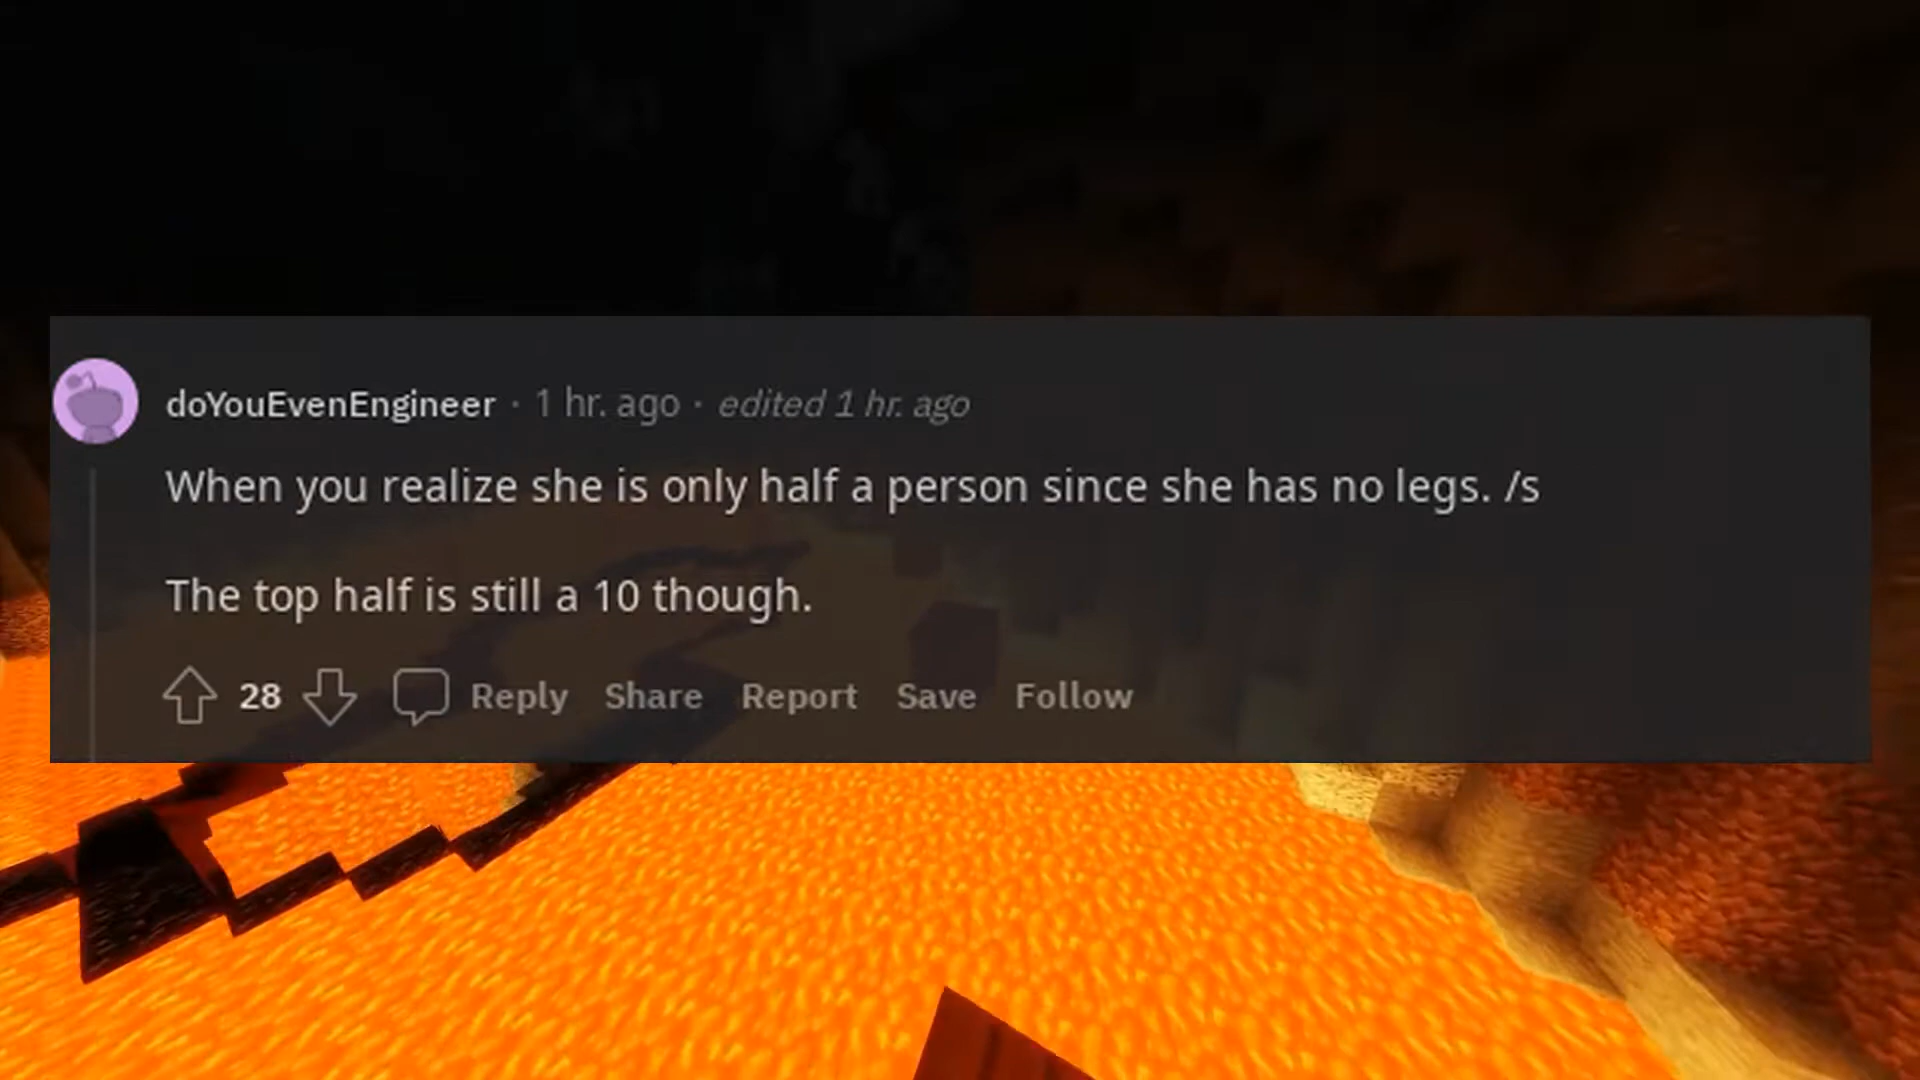 doYouEvenEngineer · 1 hr. ago · edited 1 hr. ago
When you realize she is only half a person since she has no legs. /s
The top half is still a 10 though.
28 Reply Share Report Save Follow